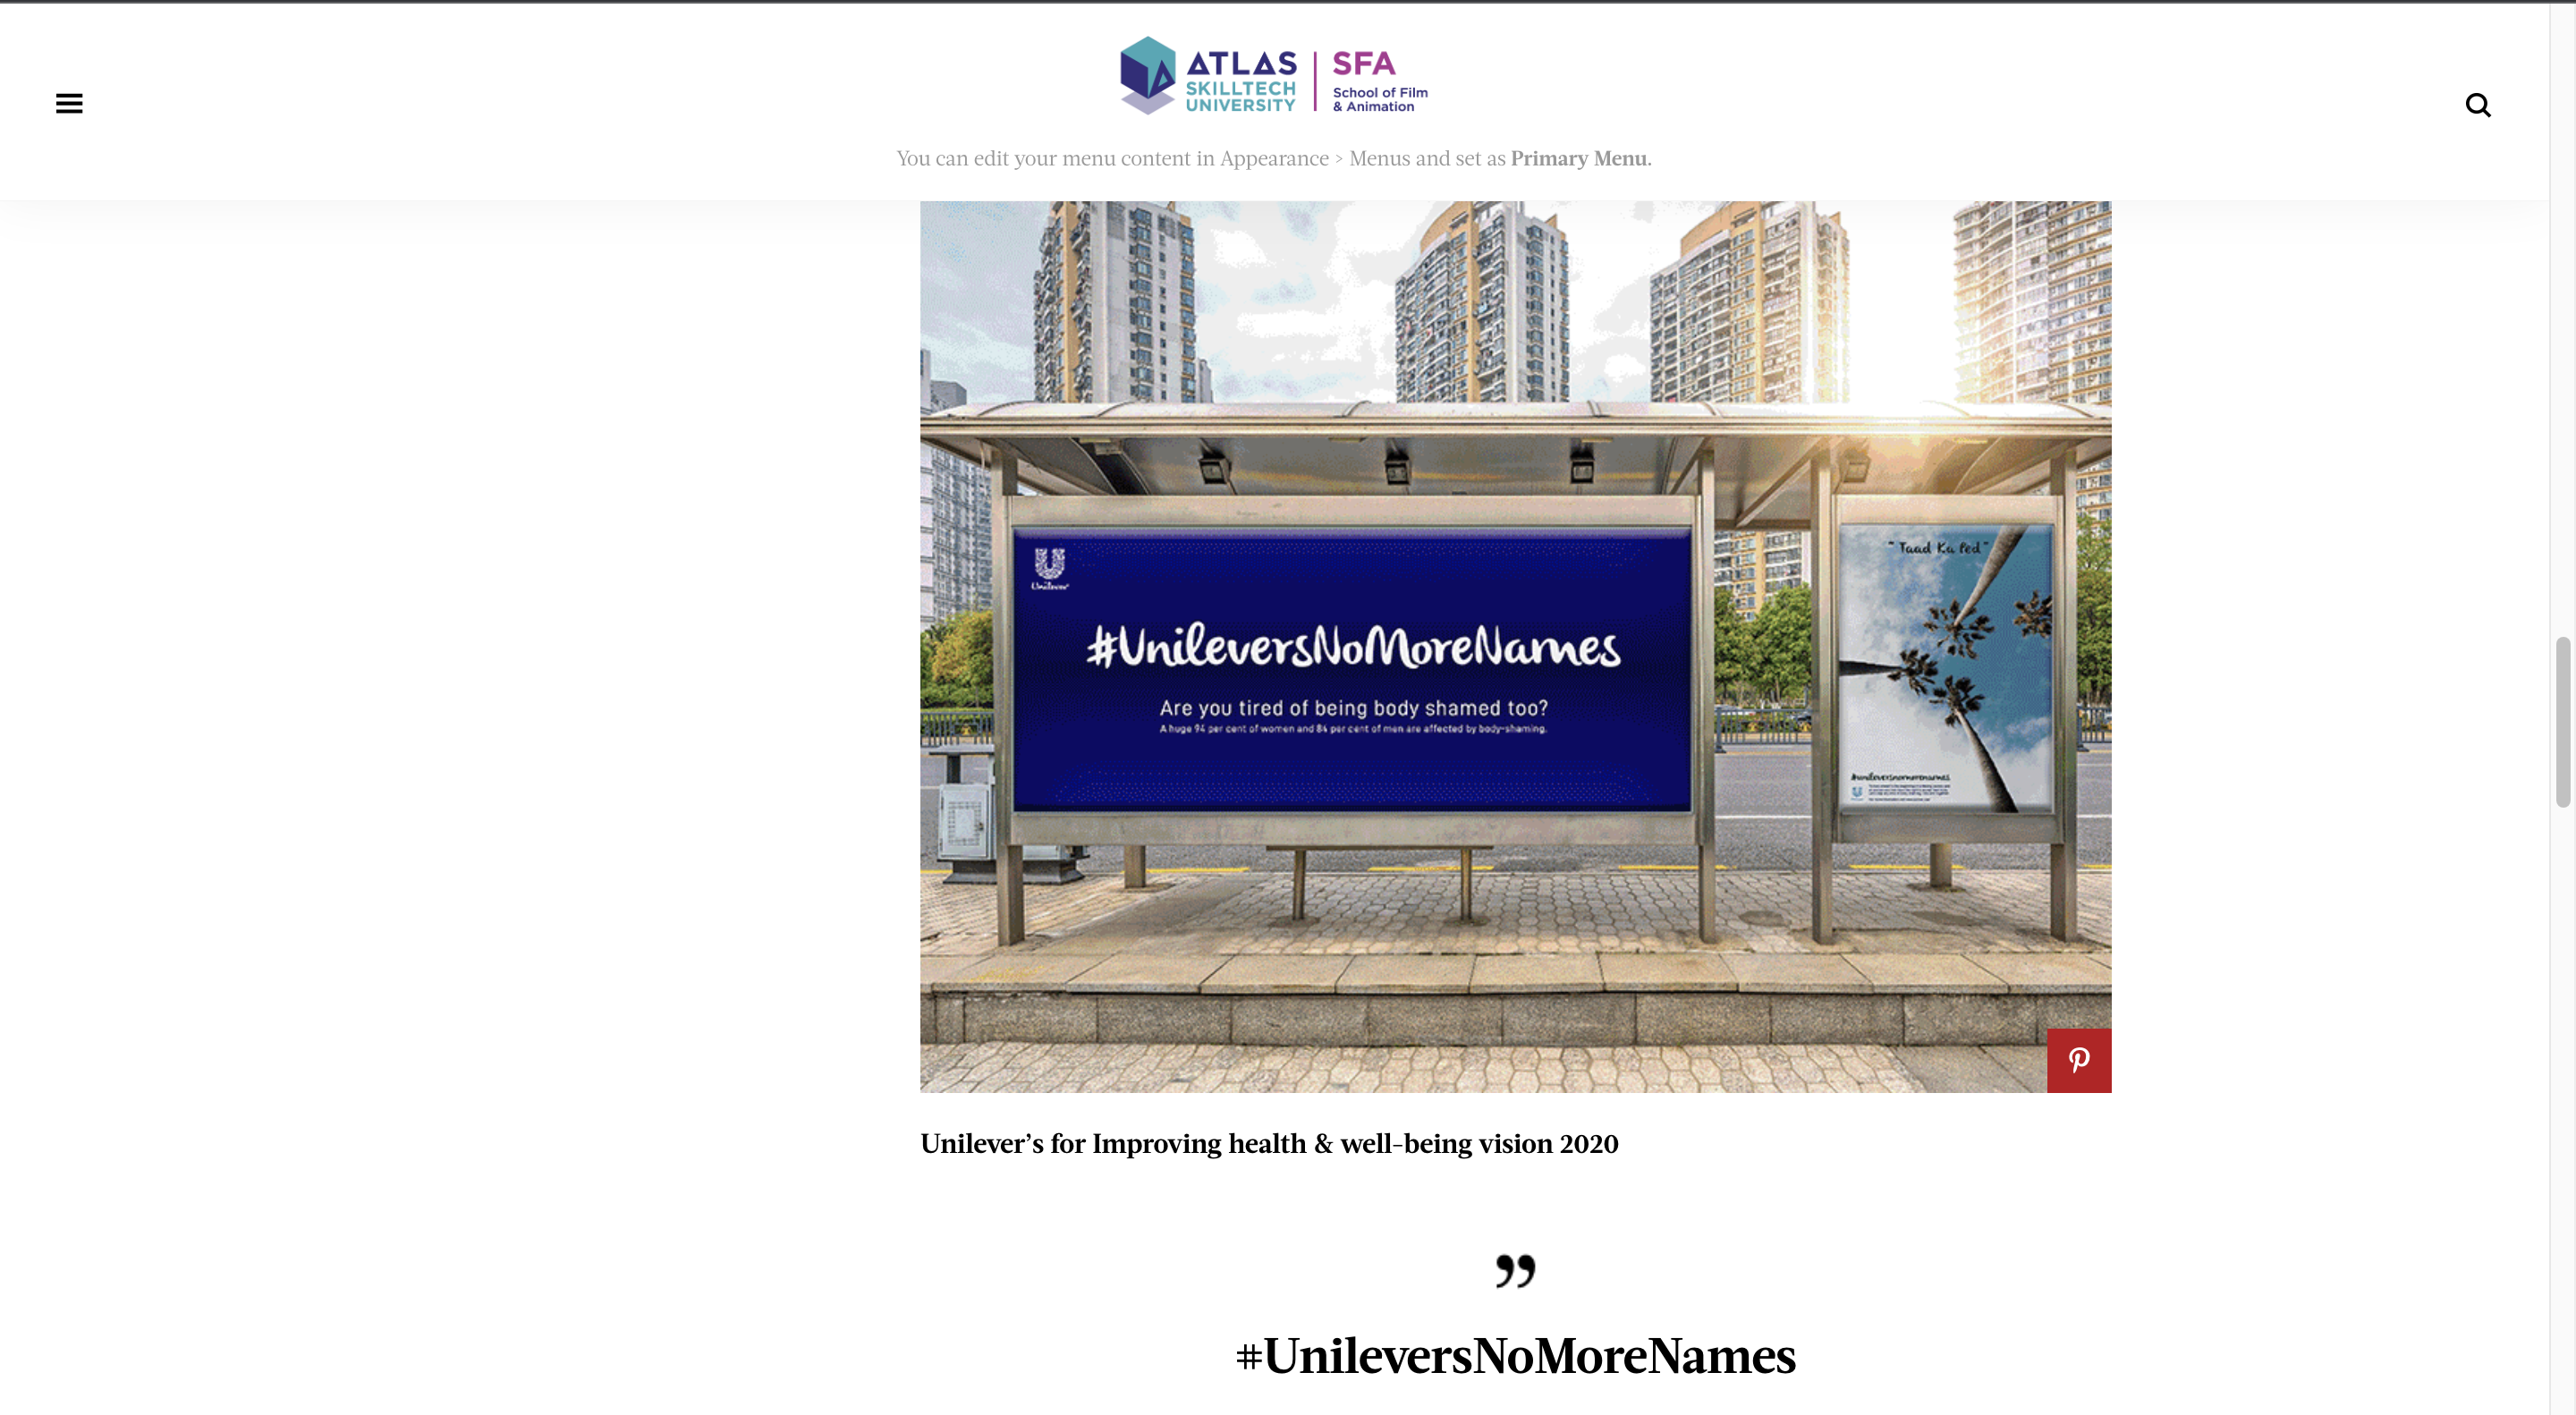 ATLAS
SKILLTECH
UNIVERSITY
SFA
School of Film
& Animation
You can edit your menu content in Appearance > Menus and set as Primary Menu.
Unilever
#UnileversNoMoreNames
Are you tired of being body shamed too?
A huge 94 per cent of women and 84 per cent of men are affected by body-shaming.
"Taad Ka Ped"
#unileversnomorenames
Unilever’s for Improving health & well-being vision 2020
”
#UnileversNoMoreNames